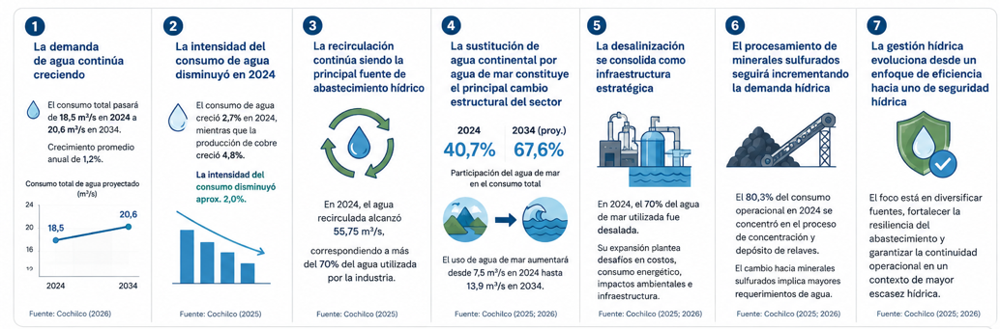 1
La demanda
de agua continúa
creciendo
El consumo total pasará
de 18,5 m³/s en 2024 a
20,6 m³/s en 2034.
Crecimiento promedio
anual de 1,2%.
Consumo total de agua proyectado
(m³/s)
24
20
16
12
18,5
20,6
2024
2034
Fuente: Cochilco (2026)
2
La intensidad del
consumo de agua
disminuyó en 2024
El consumo de agua
creció 2,7% en 2024,
mientras que la
producción de cobre
creció 4,8%.
La intensidad del
consumo disminuyó
aprox. 2,0%.
Fuente: Cochilco (2025)
3
La recirculación
continúa siendo la
principal fuente de
abastecimiento hídrico
En 2024, el agua
recirculada alcanzó
55,75 m³/s,
correspondiendo a más
del 70% del agua utilizada
por la industria.
Fuente: Cochilco (2025)
4
La sustitución de
agua continental por
agua de mar constituye
el principal cambio
estructural del sector
2024
2034 (proy.)
40,7%
67,6%
Participación del agua de mar
en el consumo total
El uso de agua de mar aumentará
desde 7,5 m³/s en 2024 hasta
13,9 m³/s en 2034.
Fuente: Cochilco (2025; 2026)
5
La desalinización
se consolida como
infraestructura
estratégica
En 2024, el 70% del agua
de mar utilizada fue
desalada.
Su expansión plantea
desafíos en costos,
consumo energético,
impactos ambientales e
infraestructura.
Fuente: Cochilco (2025; 2026)
6
El procesamiento de
minerales sulfurados
seguirá incrementando
la demanda hídrica
El 80,3% del consumo
operacional en 2024 se
concentró en el proceso
de concentración y
depósito de relaves.
El cambio hacia minerales
sulfurados implica mayores
requerimientos de agua.
Fuente: Cochilco (2025; 2026)
7
La gestión hídrica
evoluciona desde un
enfoque de eficiencia
hacia uno de seguridad
hídrica
El foco está en diversificar
fuentes, fortalecer la
resiliencia del
abastecimiento y
garantizar la continuidad
operacional en un
contexto de mayor
escasez hídrica.
Fuente: Cochilco (2025; 2026)